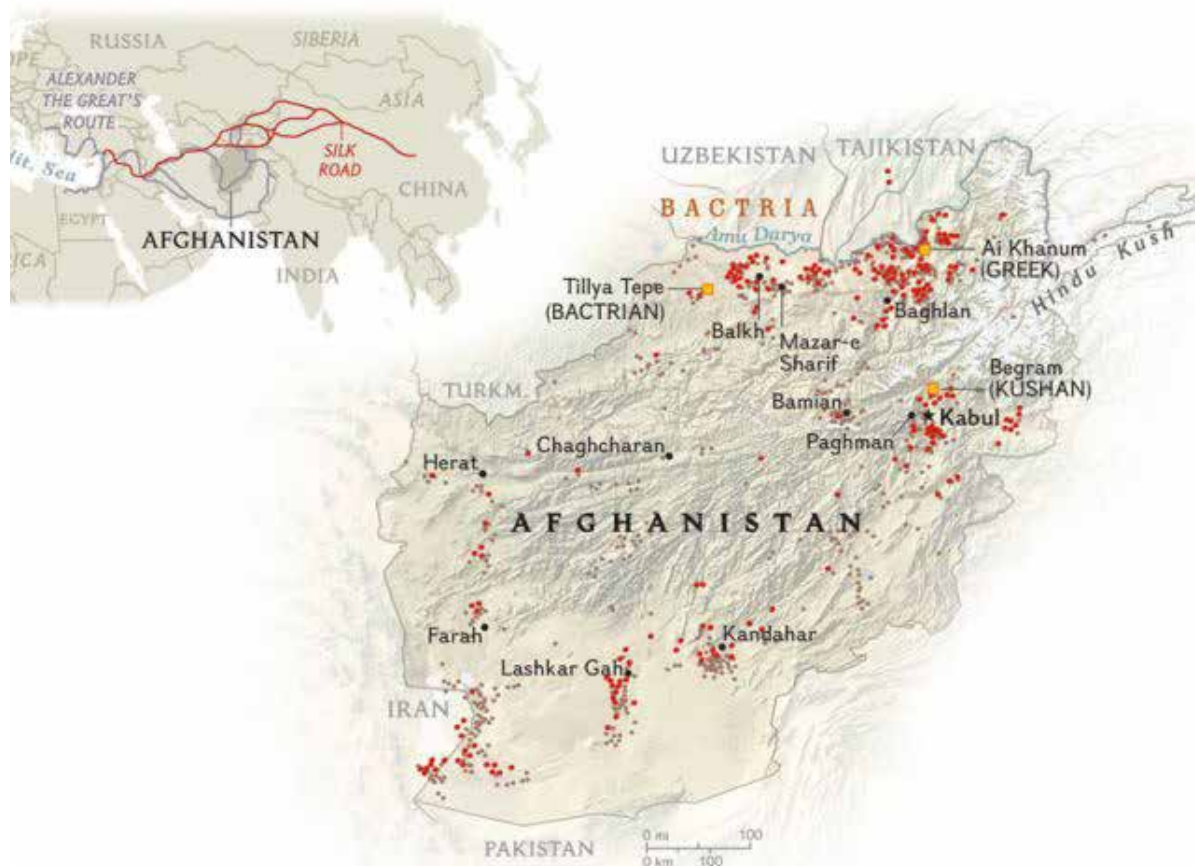 RUSSIA
SIBERIA
ALEXANDER
THE GREAT'S
ROUTE
ASIA
SILK
ROAD
CHINA
Sea
EGYPT
AFGHANISTAN
INDIA
UZBEKISTAN
TAJIKISTAN
BACTRIA
Amu Darya
Ai Khanum
(GREEK)
Hindu Kush
Tillya Tepe
(BACTRIAN)
Balkh
Mazar-e
Sharif
Baghlan
TURKM.
Begram
(KUSHAN)
Bamian
Kabul
Paghman
Chaghcharan
Herat
AFGHANISTAN
Farah
Kandahar
Lashkar Gah
IRAN
PAKISTAN
0 mi 100
0 km 100